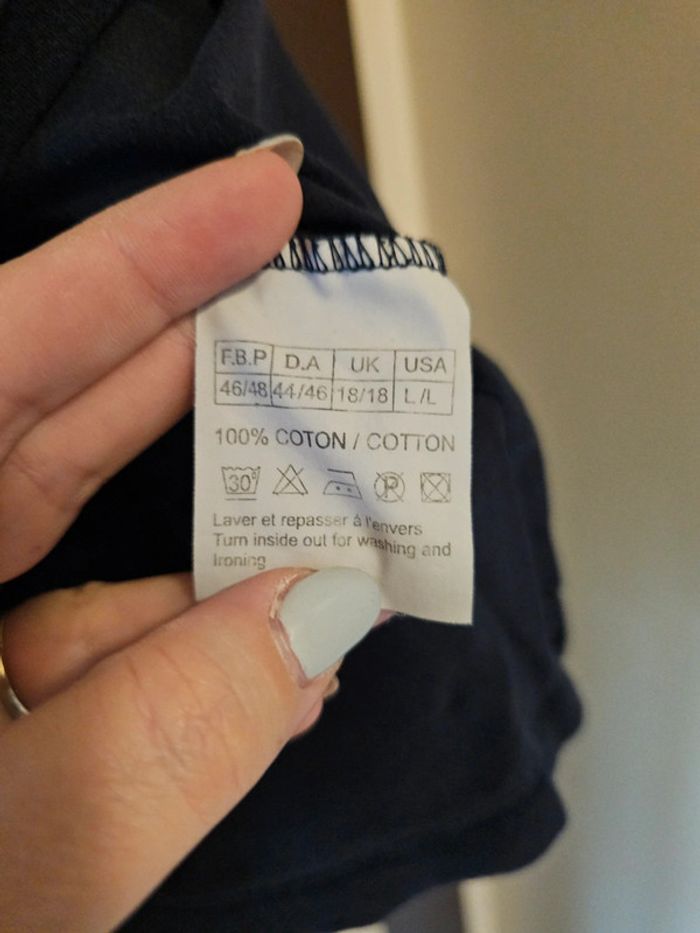 F.B.P D.A UK USA
46/48 44/46 18/18 L/L
100% COTON / COTTON
30° P
Laver et repasser à l'envers
Turn inside out for washing and
Ironing